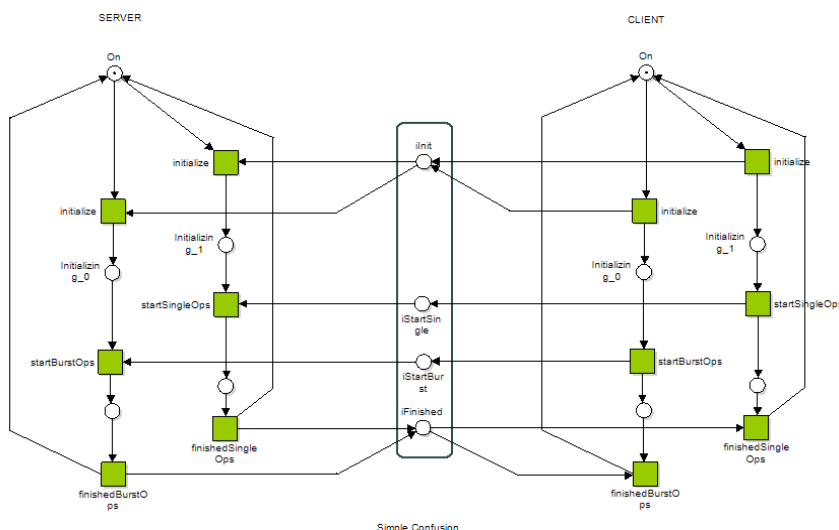 SERVER
CLIENT
On
On
iInit
initialize
initialize
initialize
initialize
Initializin
g_1
Initializin
g_0
Initializin
g_1
Initializin
g_0
startSingleOps
startSingleOps
iStartSin
gle
startBurstOps
startBurstOps
iStartBur
st
iFinished
finishedSingle
Ops
finishedSingle
Ops
finishedBurstO
ps
finishedBurstO
ps
Simple Confusion